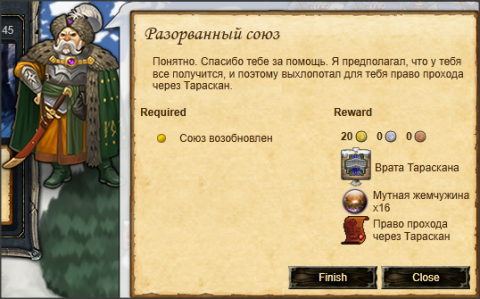 45
Разорванный союз
Понятно. Спасибо тебе за помощь. Я предполагал, что у тебя
все получится, и поэтому выхлопотал для тебя право прохода
через Тараскан.
Required
Reward
Союз возобновлен
20 0 0
Врата Тараскана
Мутная жемчужина
x16
Право прохода
через Тараскан
Finish
Close